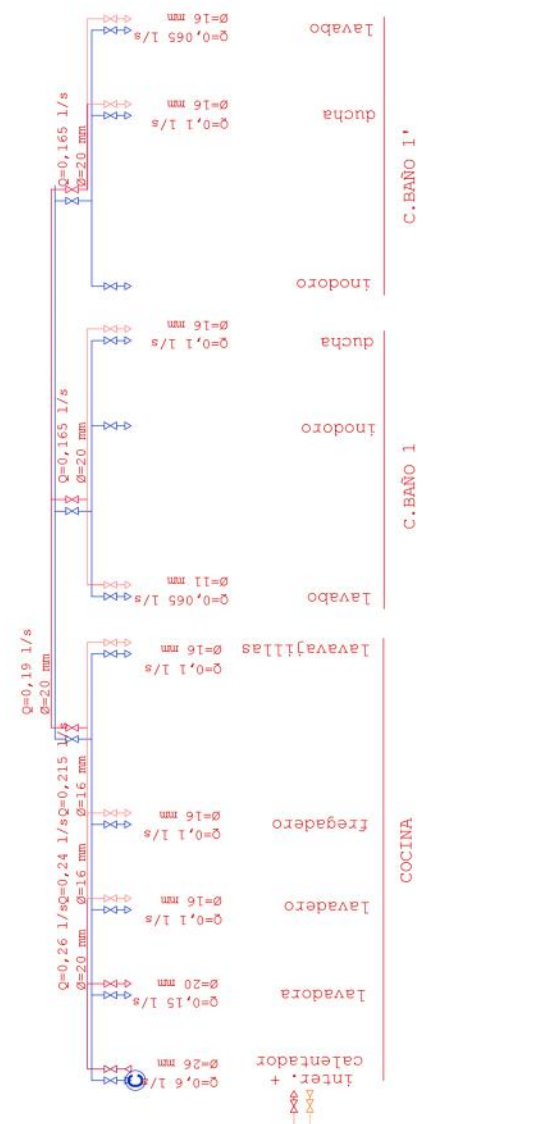 Ø=16 mm
Q=0,065 l/s
lavabo
Q=0,165 l/s
Ø=20 mm
Ø=16 mm
Q=0,1 l/s
ducha
C.BAÑO 1'
inodoro
Ø=16 mm
Q=0,1 l/s
ducha
Q=0,165 l/s
Ø=20 mm
inodoro
C.BAÑO 1
Ø=11 mm
Q=0,065 l/s
lavabo
Q=0,19 l/s
Ø=20 mm
Ø=16 mm
Q=0,1 l/s
lavavajillas
Q=0,215 l/s
Ø=16 mm
Ø=16 mm
Q=0,1 l/s
fregadero
COCINA
Q=0,24 l/s
Ø=16 mm
Ø=16 mm
Q=0,1 l/s
lavadero
Q=0,26 l/s
Ø=20 mm
Ø=20 mm
Q=0,15 l/s
lavadora
Ø=26 mm
Q=0,6 l/s
inter. +
calentador
C